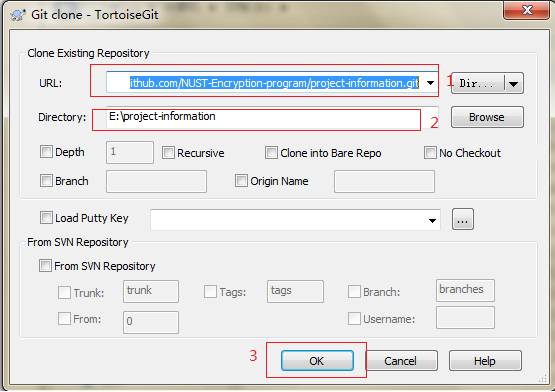 Git clone - TortoiseGit
Clone Existing Repository
URL: ithub.com/NUST-Encryption-program/project-information.git 1 Dir...
Directory: E:\project-information 2 Browse
Depth 1 Recursive Clone into Bare Repo No Checkout
Branch Origin Name
Load Putty Key ...
From SVN Repository
From SVN Repository
Trunk: trunk Tags: tags Branch: branches
From: 0 Username:
3 OK Cancel Help